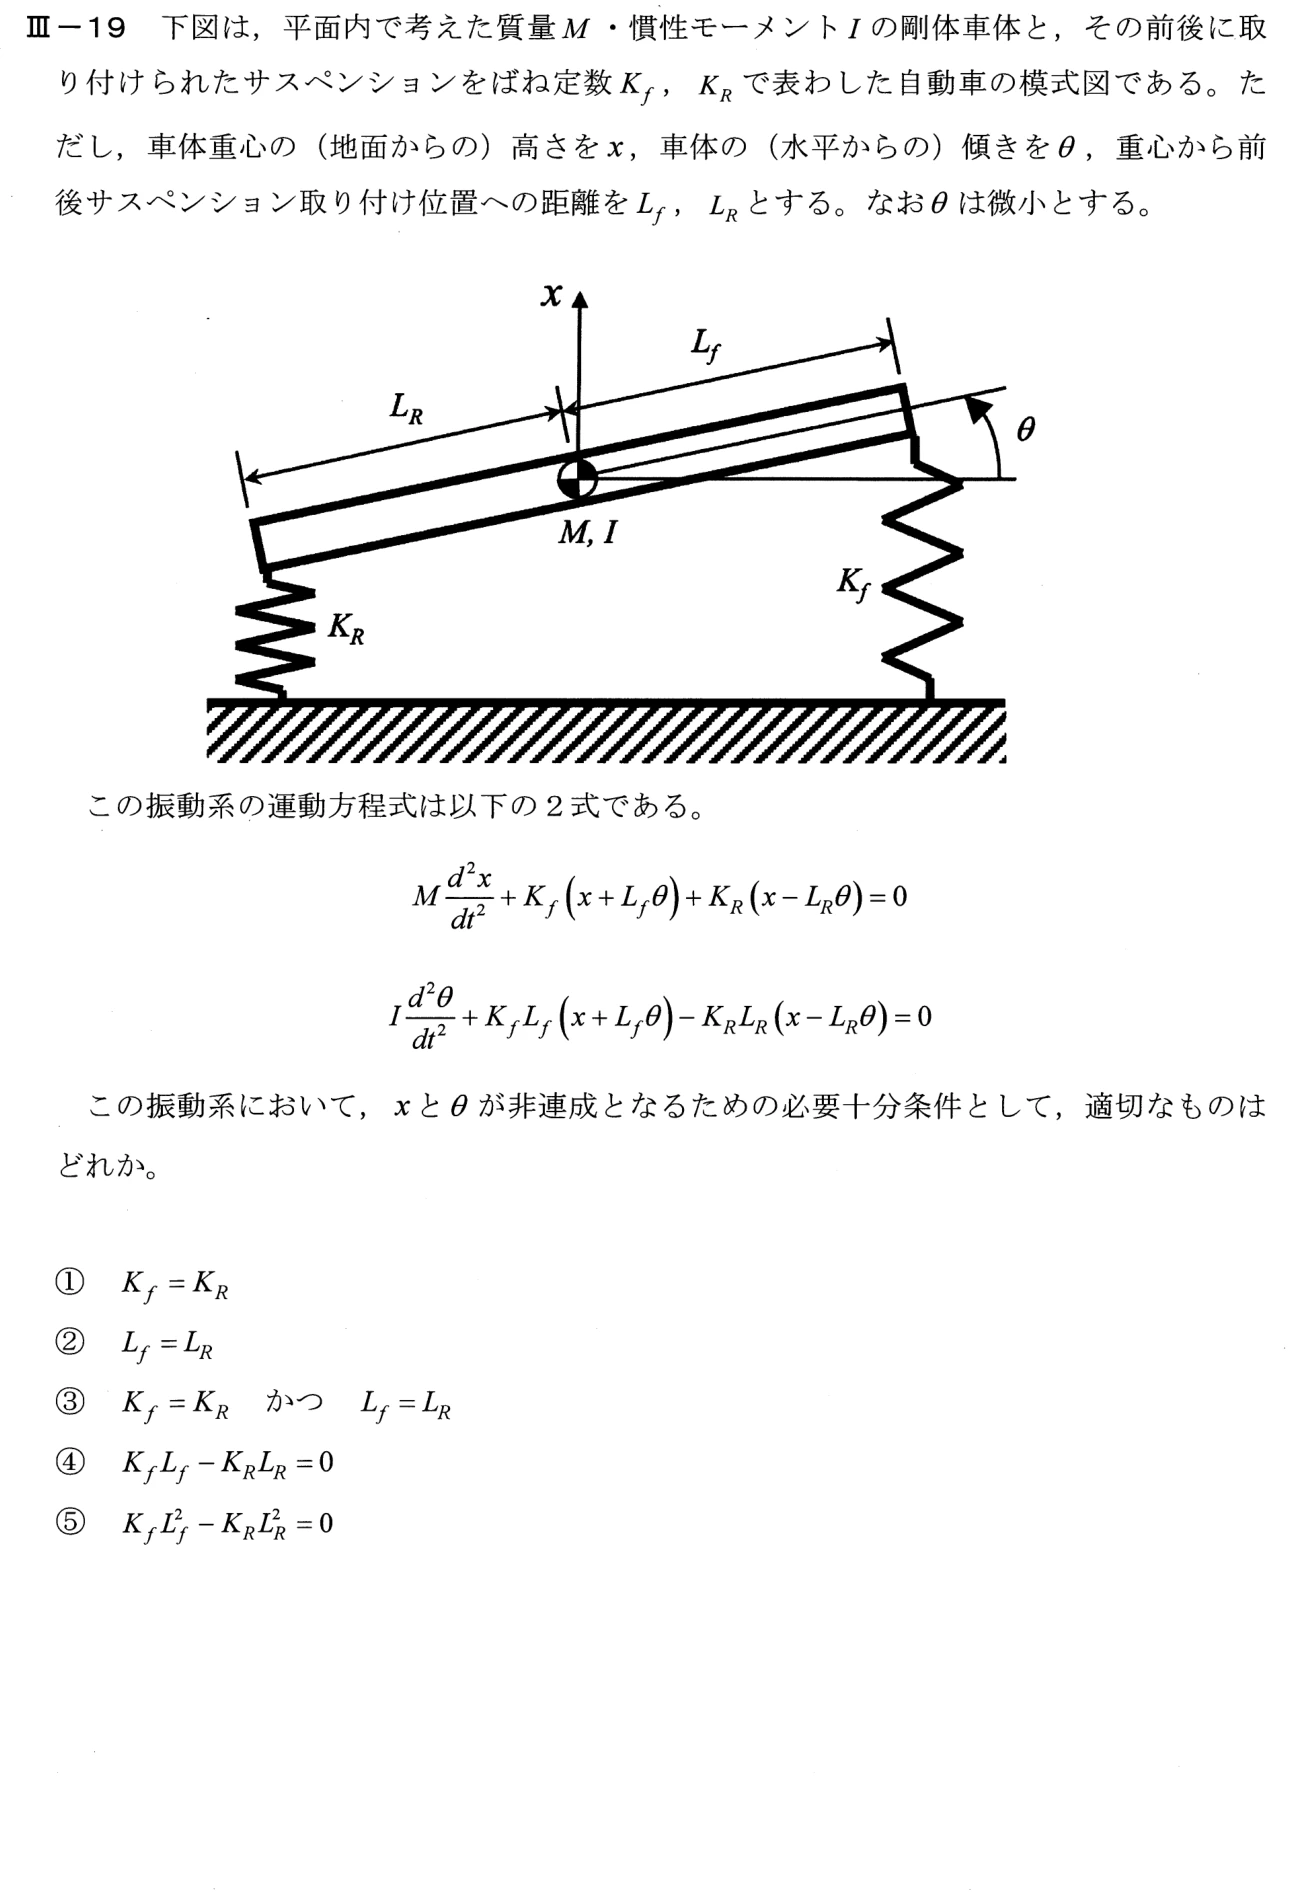 Ⅲ－19　下図は，平面内で考えた質量M・慣性モーメントIの剛体車体と，その前後に取
り付けられたサスペンションをばね定数K_f，K_Rで表わした自動車の模式図である。た
だし，車体重心の（地面からの）高さをx，車体の（水平からの）傾きをθ，重心から前
後サスペンション取り付け位置への距離をL_f，L_Rとする。なおθは微小とする。
x
L_f
L_R
θ
M, I
K_f
K_R
この振動系の運動方程式は以下の２式である。
M d²x/dt² + K_f(x + L_fθ) + K_R(x − L_Rθ) = 0
I d²θ/dt² + K_f L_f(x + L_fθ) − K_R L_R(x − L_Rθ) = 0
この振動系において，xとθが非連成となるための必要十分条件として，適切なものは
どれか。
①　K_f = K_R
②　L_f = L_R
③　K_f = K_R　かつ　L_f = L_R
④　K_f L_f − K_R L_R = 0
⑤　K_f L_f² − K_R L_R² = 0